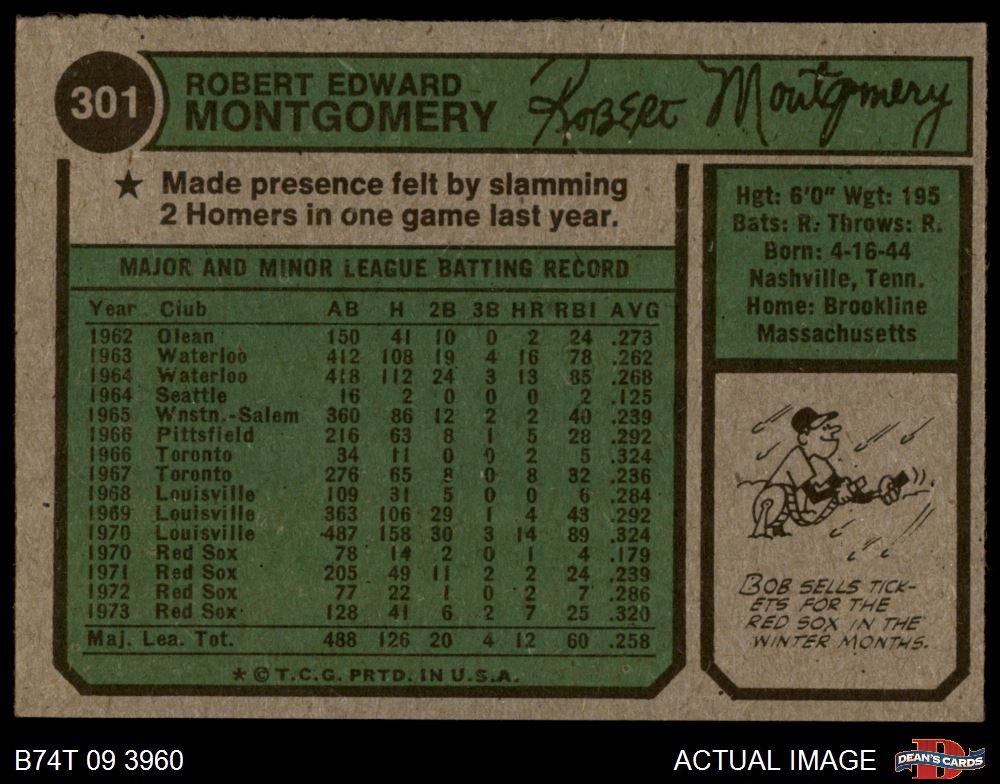 301
ROBERT EDWARD
MONTGOMERY
Robert Montgomery
★ Made presence felt by slamming
2 Homers in one game last year.
MAJOR AND MINOR LEAGUE BATTING RECORD
Year Club AB H 2B 3B HR RBI AVG
1962 Olean 150 41 10 0 2 24 .273
1963 Waterloo 412 108 19 4 16 78 .262
1964 Waterloo 418 112 24 3 13 85 .268
1964 Seattle 16 2 0 0 0 2 .125
1965 Wnstn.-Salem 360 86 12 2 2 40 .239
1966 Pittsfield 216 63 8 1 5 28 .292
1966 Toronto 34 11 0 0 2 5 .324
1967 Toronto 276 65 8 0 8 32 .236
1968 Louisville 109 31 5 0 0 6 .284
1969 Louisville 363 106 29 1 4 43 .292
1970 Louisville 487 158 30 3 14 89 .324
1970 Red Sox 78 14 2 0 1 4 .179
1971 Red Sox 205 49 11 2 2 24 .239
1972 Red Sox 77 22 1 0 2 7 .286
1973 Red Sox 128 41 6 2 7 25 .320
Maj. Lea. Tot. 488 126 20 4 12 60 .258
* © T.C.G. PRTD. IN U.S.A.
Hgt: 6'0" Wgt: 195
Bats: R. Throws: R.
Born: 4-16-44
Nashville, Tenn.
Home: Brookline
Massachusetts
BOB SELLS TICK-
ETS FOR THE
RED SOX IN THE
WINTER MONTHS.
B74T 09 3960
ACTUAL IMAGE
D
DEAN'S CARDS